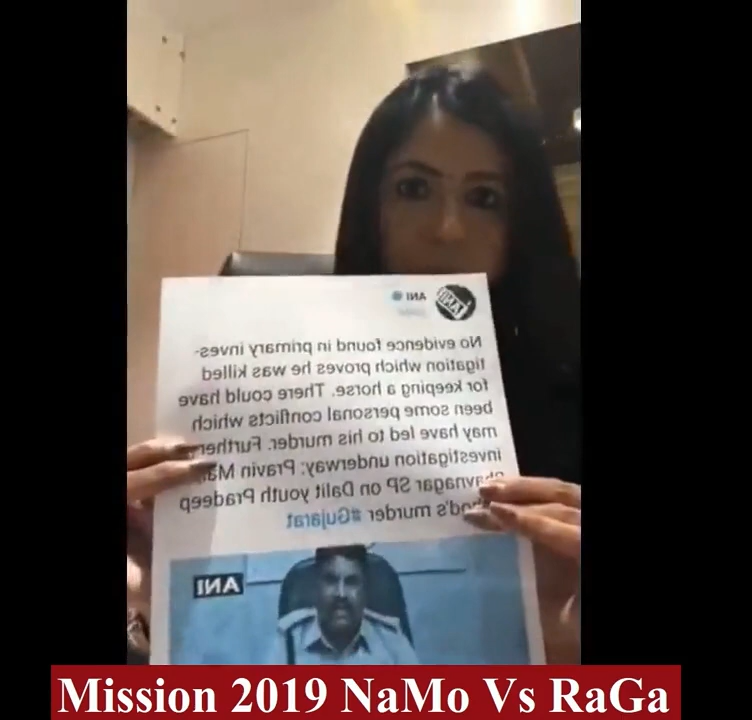 ANI
ANI
No evidence found in primary inves-
tigation which proves he was killed
for keeping a horse. There could have
been some personal conflicts which
may have led to his murder. Further
investigation underway: Pravin
SP on Dalit youth Pradeep
murder #Gujarat
ANI
Mission 2019 NaMo Vs RaGa